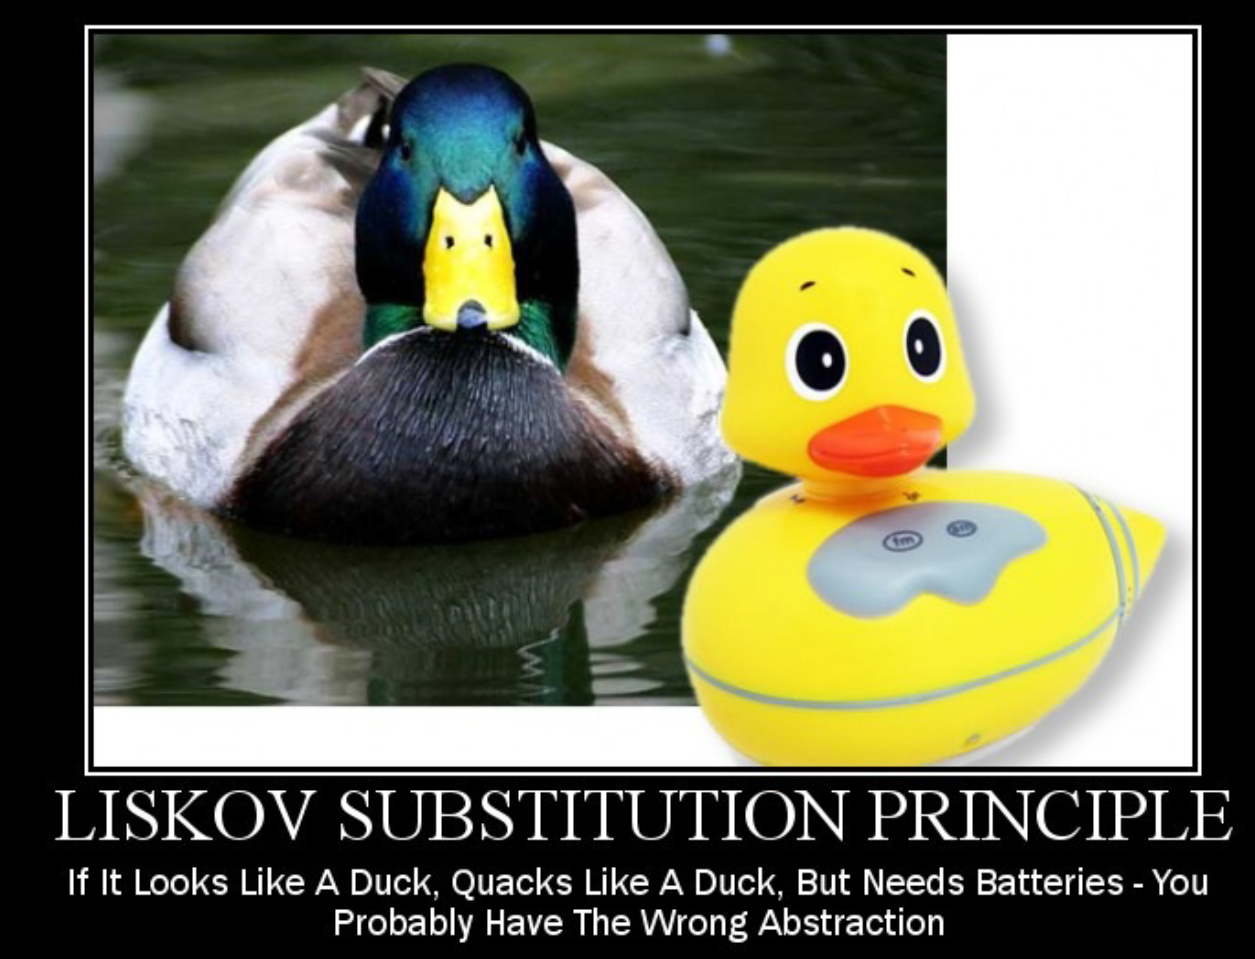 fm
am
LISKOV SUBSTITUTION PRINCIPLE
If It Looks Like A Duck, Quacks Like A Duck, But Needs Batteries - You
Probably Have The Wrong Abstraction